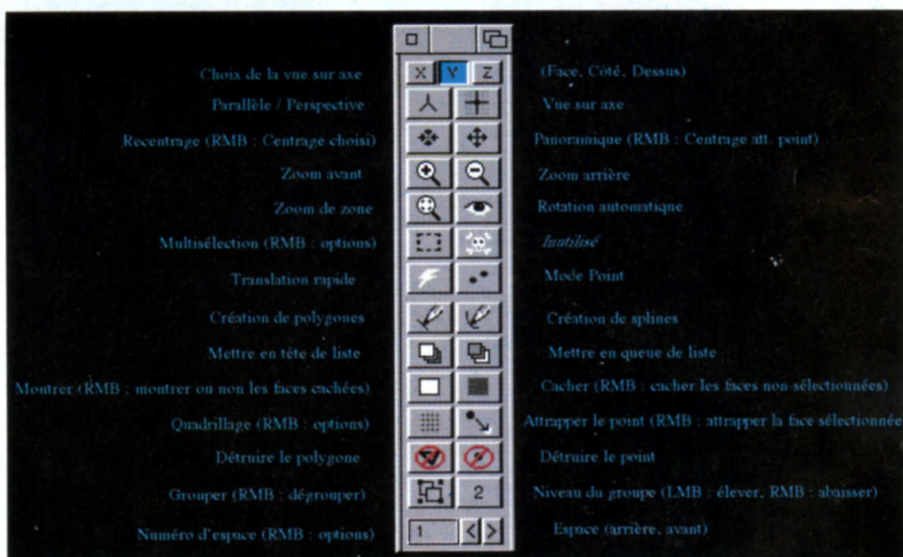 Choix de la vue sur axe X Y Z (Face, Côté, Dessus)
Parallèle / Perspective Vue sur axe
Recentrage (RMB : Centrage choisi) Panoramique (RMB : Centrage att. point)
Zoom avant Zoom arrière
Zoom de zone Rotation automatique
Multisélection (RMB : options) Inutilisé
Translation rapide Mode Point
Création de polygones Création de splines
Mettre en tête de liste Mettre en queue de liste
Montrer (RMB : montrer ou non les faces cachées) Cacher (RMB : cacher les faces non-sélectionnées)
Quadrillage (RMB : options) Attrapper le point (RMB : attrapper la face sélectionnée
Détruire le polygone Détruire le point
Grouper (RMB : dégrouper) 2 Niveau du groupe (LMB : élever, RMB : abaisser)
Numéro d'espace (RMB : options) 1 < > Espace (arrière, avant)